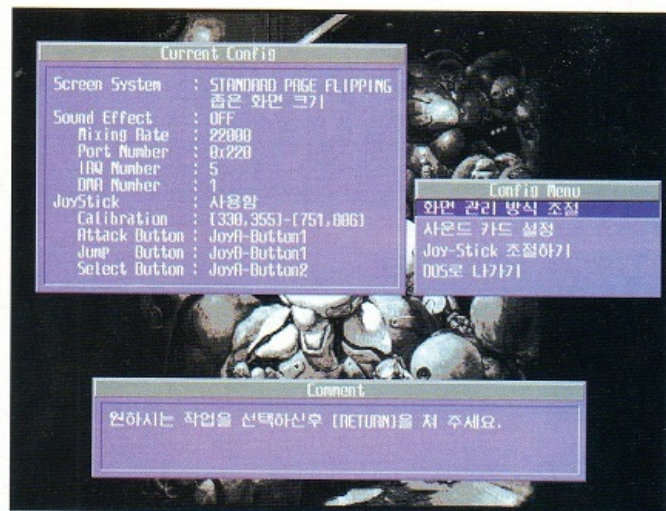 Current Config
Screen System : STANDARD PAGE FLIPPING
좁은 화면 크기
Sound Effect : OFF
Mixing Rate : 22000
Port Number : 0x220
IRQ Number : 5
DMA Number : 1
JoyStick : 사용함
Calibration : [330,355]-[751,806]
Attack Button : JoyA-Button1
Jump Button : JoyB-Button1
Select Button : JoyA-Button2
Config Menu
화면 관리 방식 조절
사운드 카드 설정
Joy-Stick 조절하기
DOS로 나가기
Comment
원하시는 작업을 선택하신후 [RETURN]을 쳐 주세요.